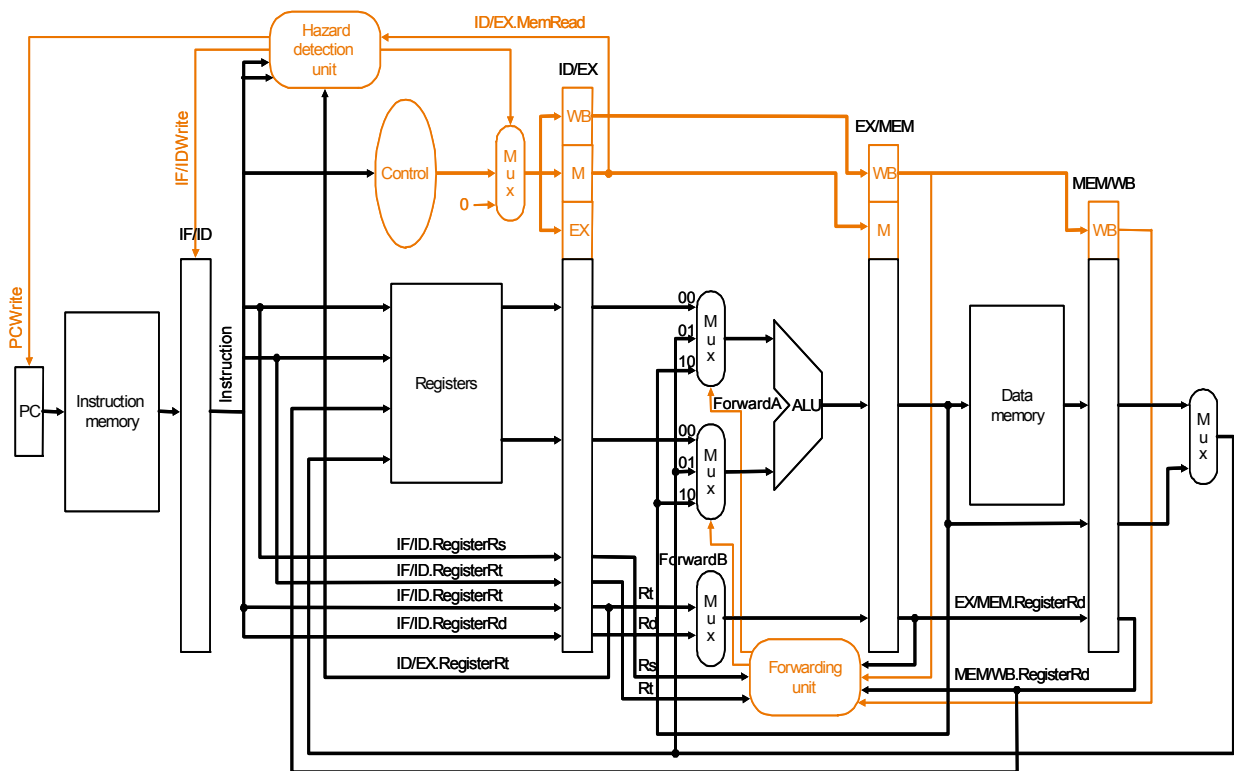 ID/EX.MemRead
Hazard
detection
unit
ID/EX
WB
EX/MEM
IF/IDWrite
Control
M
u
x
M
WB
MEM/WB
0
IF/ID
EX
M
WB
PCWrite
Instruction
00
M
u
x
01
10
Registers
PC
Instruction
memory
ForwardA
ALU
Data
memory
M
u
x
00
M
u
x
01
10
IF/ID.RegisterRs
ForwardB
IF/ID.RegisterRt
IF/ID.RegisterRt
Rt
M
u
x
EX/MEM.RegisterRd
IF/ID.RegisterRd
Rd
ID/EX.RegisterRt
Rs
Forwarding
unit
MEM/WB.RegisterRd
Rt